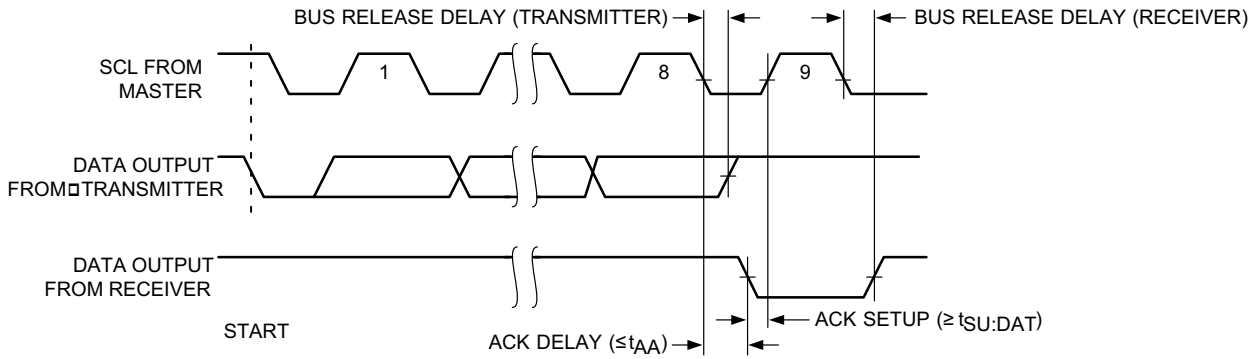 BUS RELEASE DELAY (TRANSMITTER)
BUS RELEASE DELAY (RECEIVER)
SCL FROM
MASTER
1
8
9
DATA OUTPUT
FROM□TRANSMITTER
DATA OUTPUT
FROM RECEIVER
START
ACK SETUP (≥ tSU:DAT)
ACK DELAY (≤ tAA)